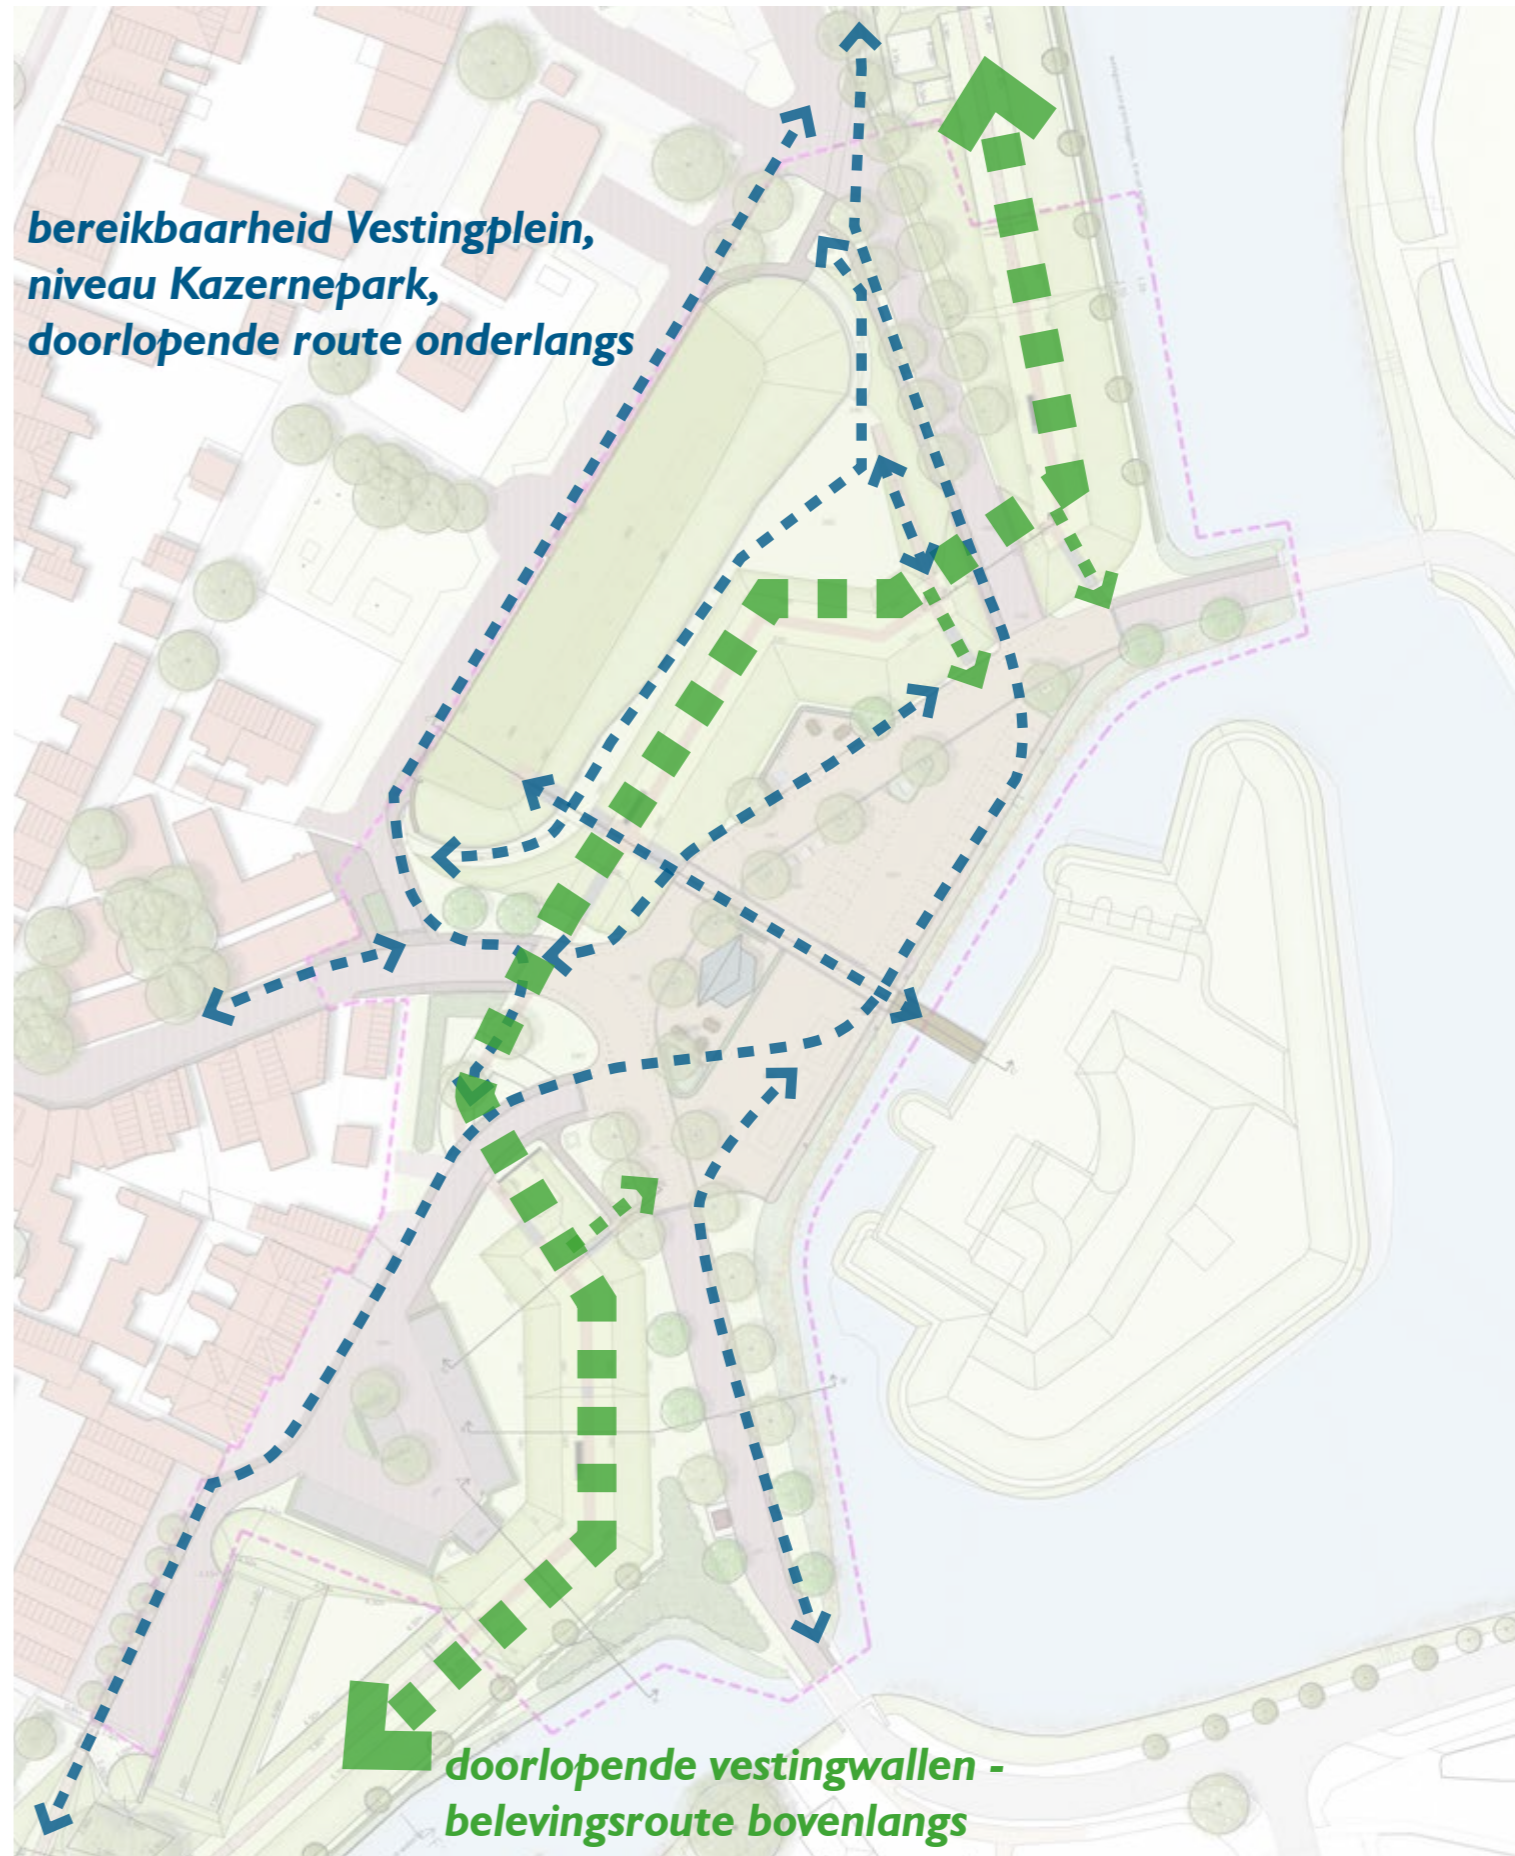 bereikbaarheid Vestingplein,
niveau Kazernepark,
doorlopende route onderlangs
doorlopende vestingwallen -
belevingsroute bovenlangs